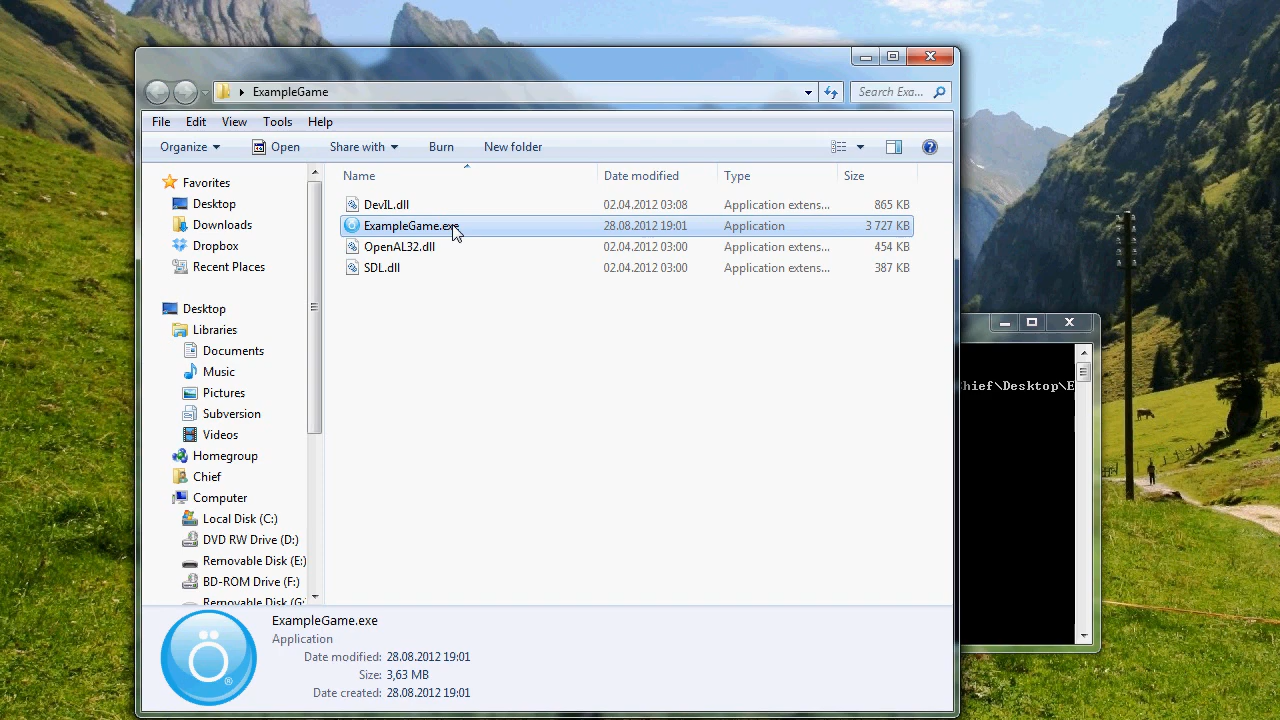 ExampleGame
Search Exa...
File Edit View Tools Help
Organize Open Share with Burn New folder
Name Date modified Type Size
Favorites
Desktop
Downloads
Dropbox
Recent Places
Desktop
Libraries
Documents
Music
Pictures
Subversion
Videos
Homegroup
Chief
Computer
Local Disk (C:)
DVD RW Drive (D:)
Removable Disk (E:)
BD-ROM Drive (F:)
Removable Disk (G:
DevIL.dll 02.04.2012 03:08 Application extens... 865 KB
ExampleGame.exe 28.08.2012 19:01 Application 3 727 KB
OpenAL32.dll 02.04.2012 03:00 Application extens... 454 KB
SDL.dll 02.04.2012 03:00 Application extens... 387 KB
hief\Desktop\E
Ö®
ExampleGame.exe
Application
Date modified: 28.08.2012 19:01
Size: 3,63 MB
Date created: 28.08.2012 19:01